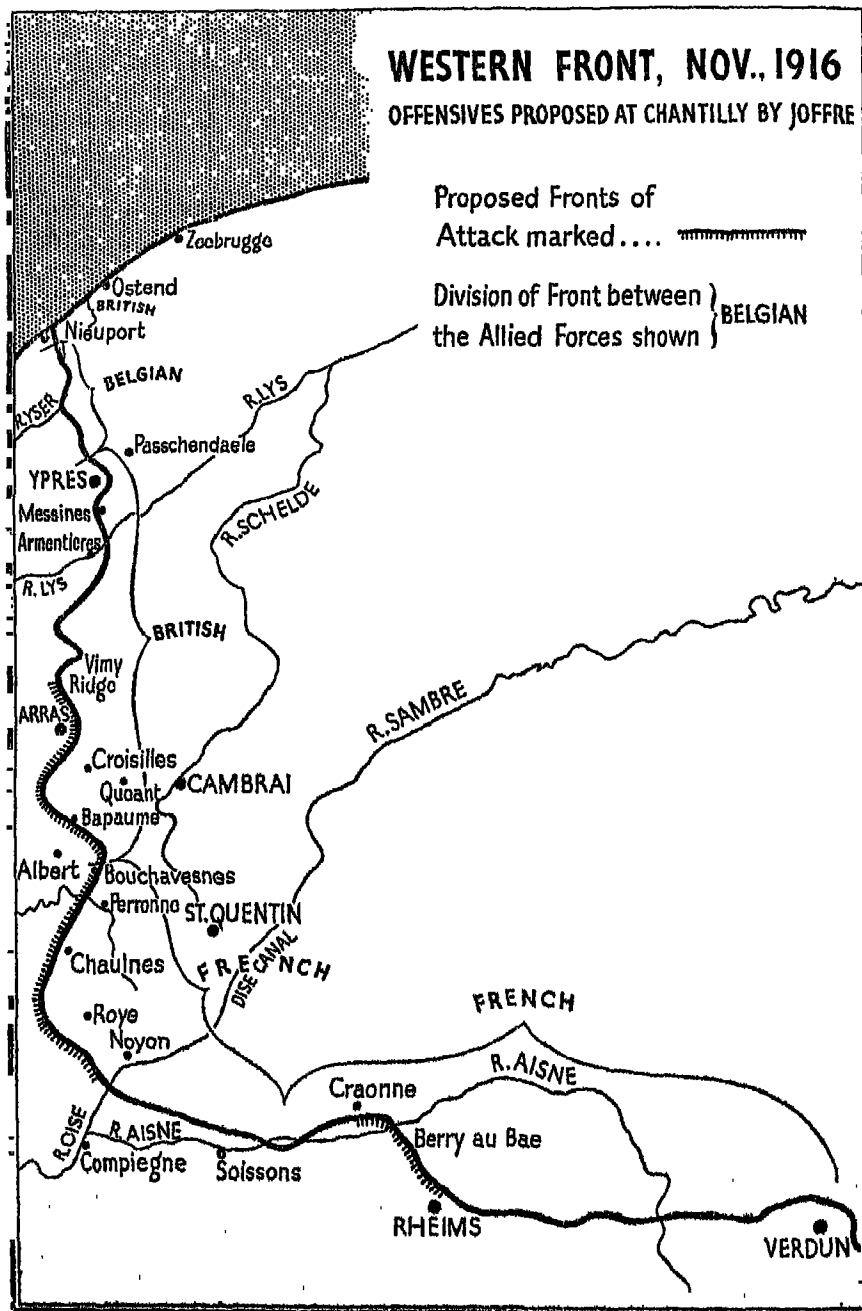 WESTERN FRONT, NOV., 1916
OFFENSIVES PROPOSED AT CHANTILLY BY JOFFRE
Proposed Fronts of
Attack marked....
Division of Front between
the Allied Forces shown
BELGIAN
Zeebrugge
Ostend
BRITISH
Nieuport
BELGIAN
R.YSER
R.LYS
Passchendaele
YPRES
Messines
Armentieres
R.LYS
R.SCHELDE
BRITISH
Vimy
Ridge
R.SAMBRE
ARRAS
Croisilles
Queant
CAMBRAI
Bapaume
Albert
Bouchavesnes
Perronne
ST.QUENTIN
Chaulnes
FRENCH
OISE CANAL
Roye
Noyon
FRENCH
R.AISNE
Craonne
R.OISE
R.AISNE
Berry au Bac
Compiegne
Soissons
RHEIMS
VERDUN